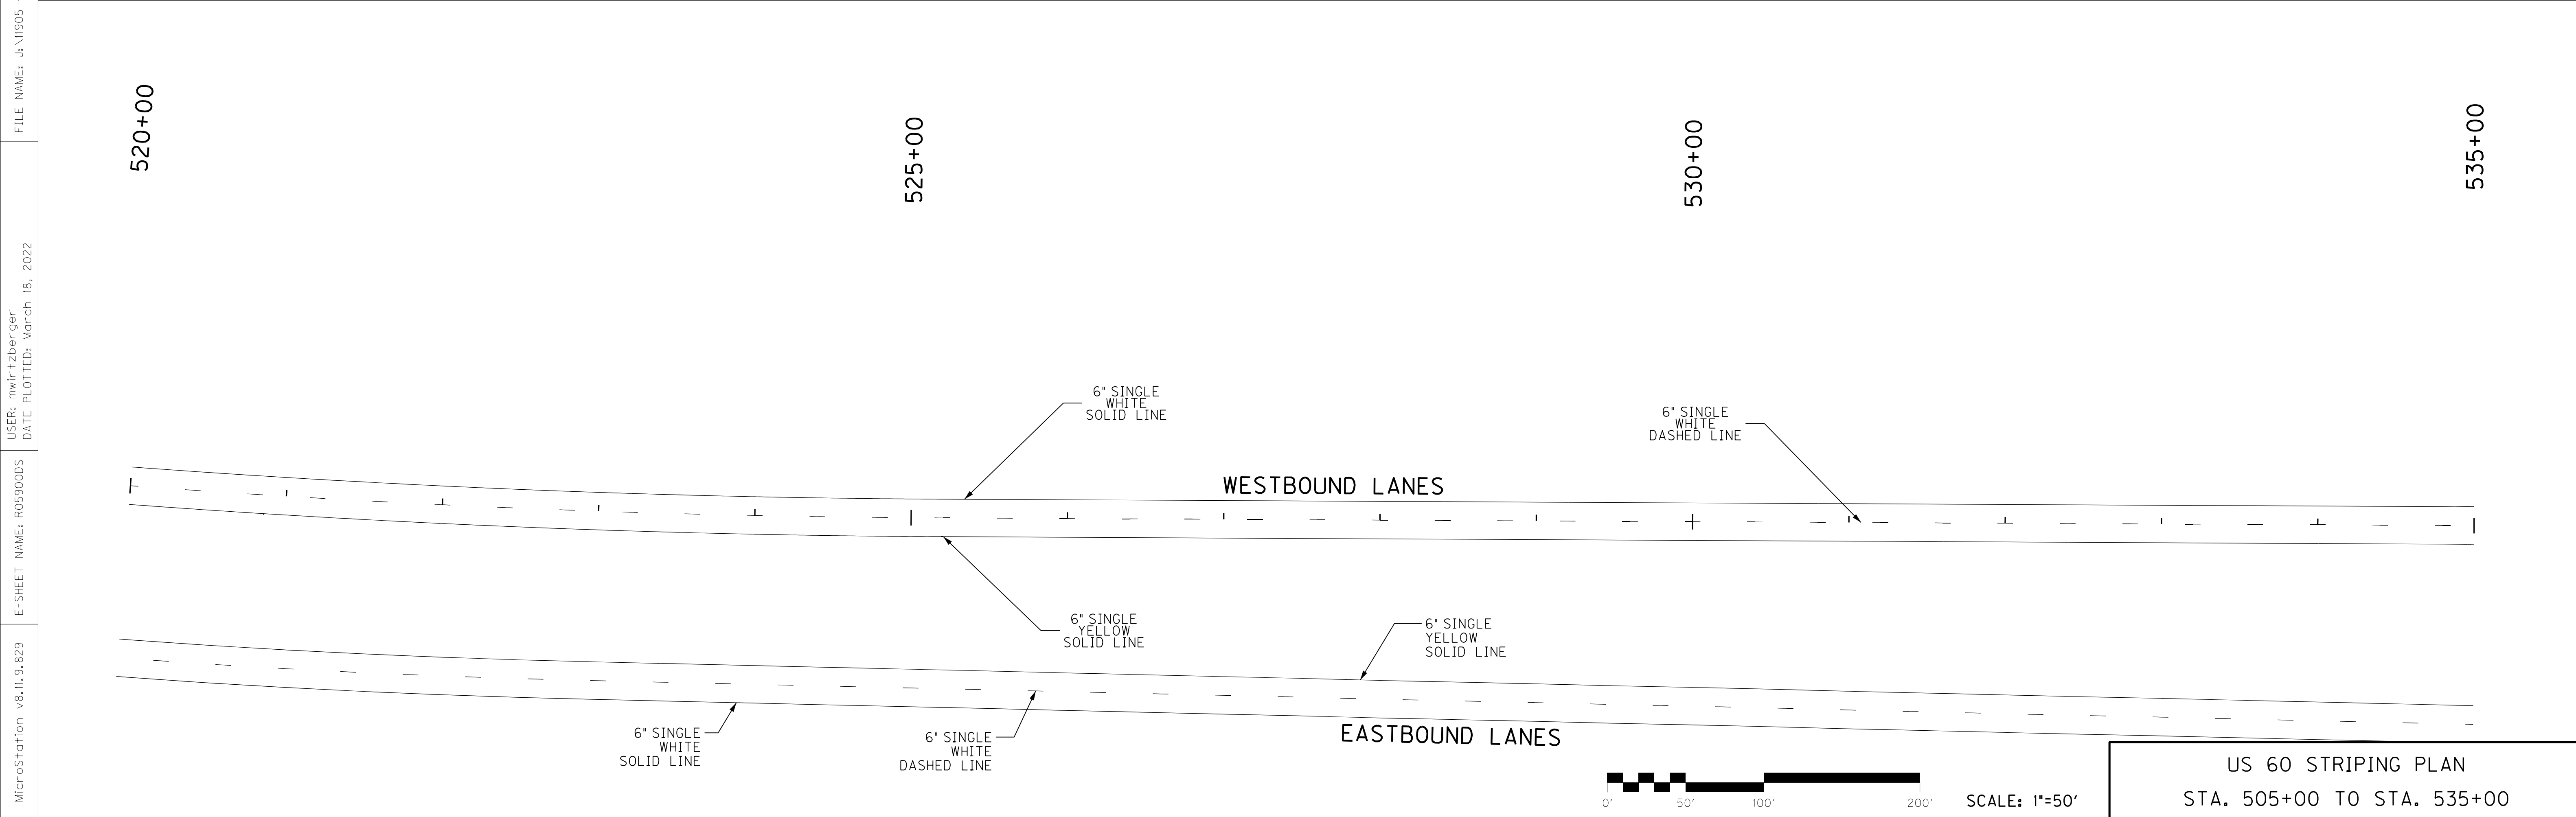 FILE NAME: J:\11905
USER: mwirtzberger
DATE PLOTTED: March 18, 2022
E-SHEET NAME: R05900DS
MicroStation v8.11.9.829
520+00
525+00
530+00
535+00
6" SINGLE
WHITE
SOLID LINE
6" SINGLE
WHITE
DASHED LINE
WESTBOUND LANES
6" SINGLE
YELLOW
SOLID LINE
6" SINGLE
YELLOW
SOLID LINE
6" SINGLE
WHITE
SOLID LINE
6" SINGLE
WHITE
DASHED LINE
EASTBOUND LANES
0' 50' 100' 200'
SCALE: 1"=50'
US 60 STRIPING PLAN
STA. 505+00 TO STA. 535+00